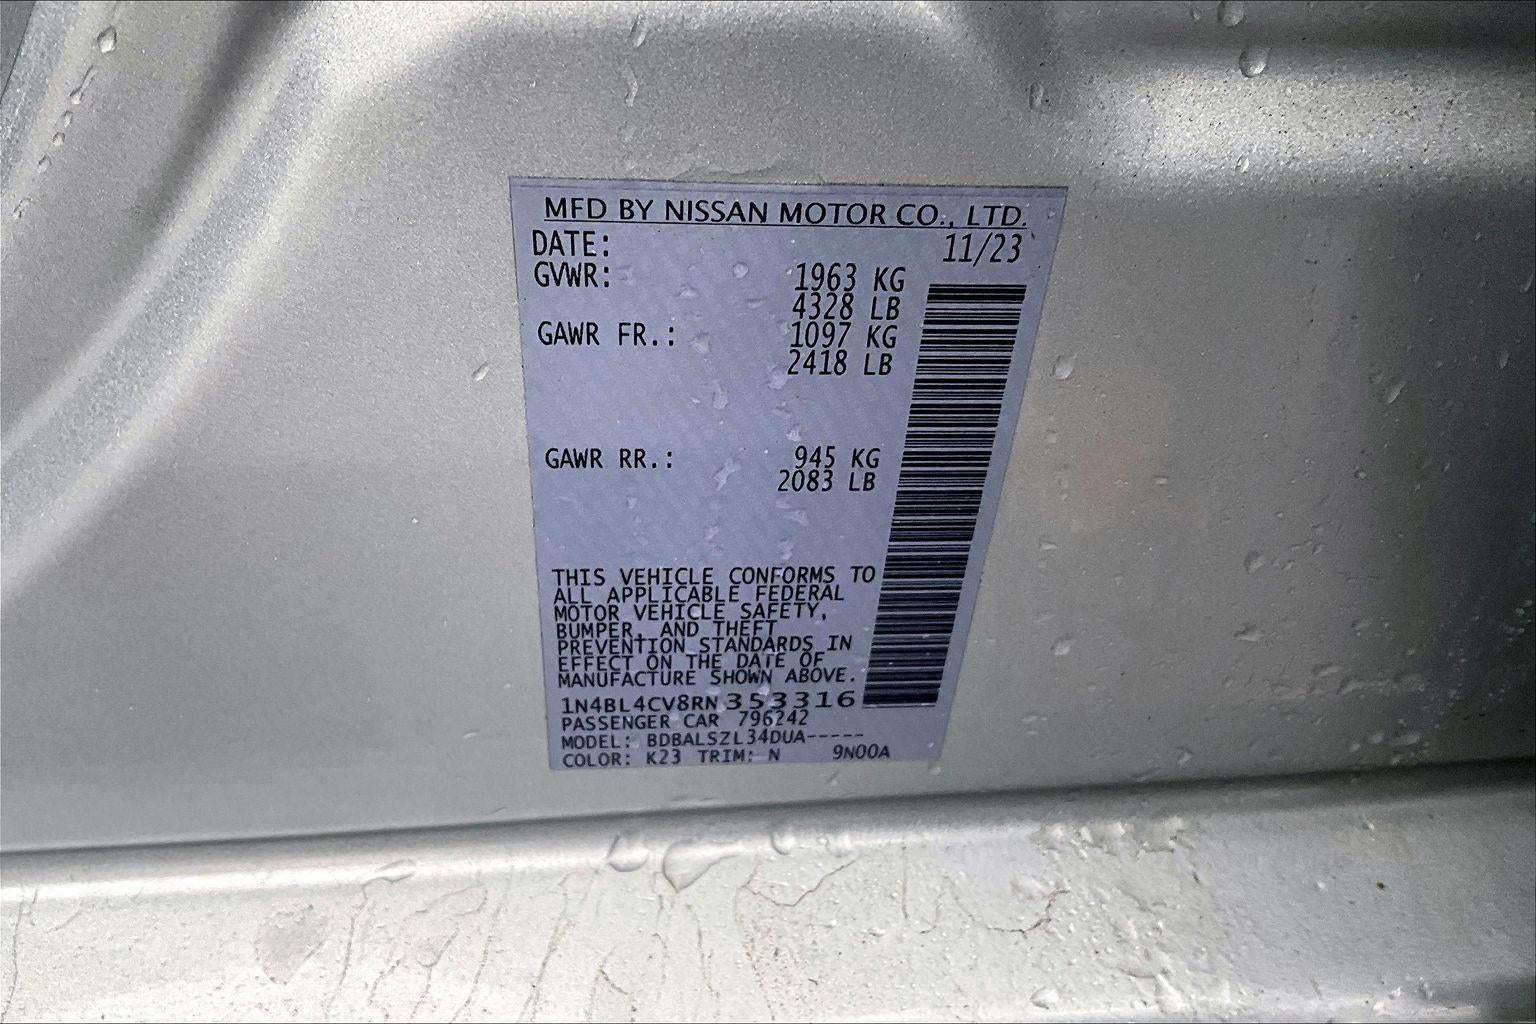 MFD BY NISSAN MOTOR CO., LTD.
DATE: 11/23
GVWR: 1963 KG
4328 LB
GAWR FR.: 1097 KG
2418 LB
GAWR RR.: 945 KG
2083 LB
THIS VEHICLE CONFORMS TO
ALL APPLICABLE FEDERAL
MOTOR VEHICLE SAFETY,
BUMPER, AND THEFT
PREVENTION STANDARDS IN
EFFECT ON THE DATE OF
MANUFACTURE SHOWN ABOVE.
1N4BL4CV8RN353316
PASSENGER CAR 796242
MODEL: BDBALSZL34DUA-----
COLOR: K23 TRIM: N 9N00A